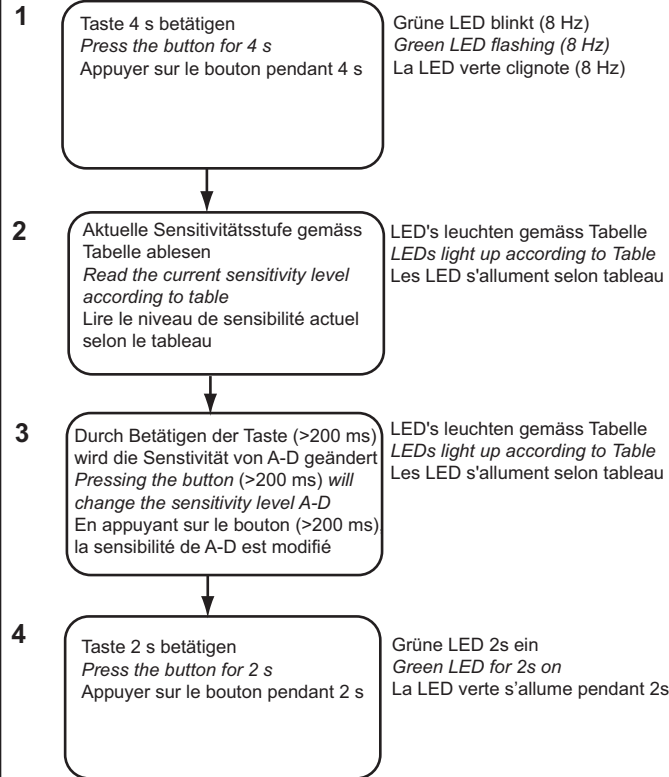 1
Taste 4 s betätigen
Press the button for 4 s
Appuyer sur le bouton pendant 4 s
Grüne LED blinkt (8 Hz)
Green LED flashing (8 Hz)
La LED verte clignote (8 Hz)
2
Aktuelle Sensitivitätsstufe gemäss
Tabelle ablesen
Read the current sensitivity level
according to table
Lire le niveau de sensibilité actuel
selon le tableau
LED's leuchten gemäss Tabelle
LEDs light up according to Table
Les LED s'allument selon tableau
3
Durch Betätigen der Taste (>200 ms)
wird die Senstivität von A-D geändert
Pressing the button (>200 ms) will
change the sensitivity level A-D
En appuyant sur le bouton (>200 ms),
la sensibilité de A-D est modifié
LED's leuchten gemäss Tabelle
LEDs light up according to Table
Les LED s'allument selon tableau
4
Taste 2 s betätigen
Press the button for 2 s
Appuyer sur le bouton pendant 2 s
Grüne LED 2s ein
Green LED for 2s on
La LED verte s’allume pendant 2s